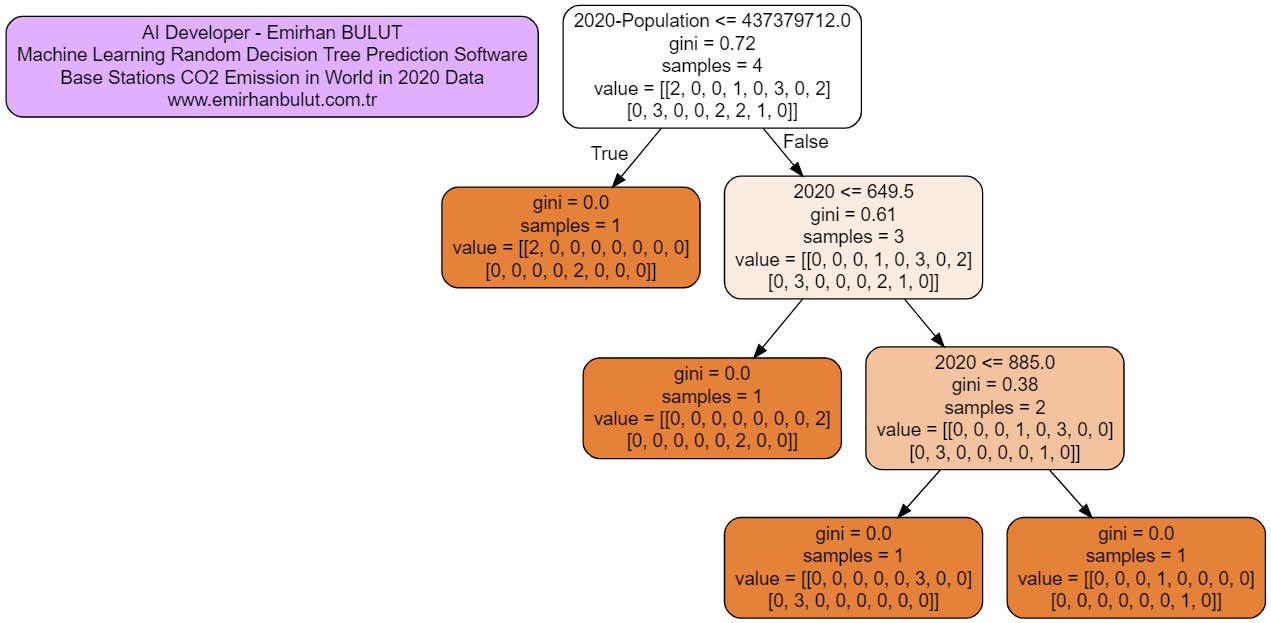 AI Developer - Emirhan BULUT
Machine Learning Random Decision Tree Prediction Software
Base Stations CO2 Emission in World in 2020 Data
www.emirhanbulut.com.tr
2020-Population <= 437379712.0
gini = 0.72
samples = 4
value = [[2, 0, 0, 1, 0, 3, 0, 2]
[0, 3, 0, 0, 2, 2, 1, 0]]
True
False
gini = 0.0
samples = 1
value = [[2, 0, 0, 0, 0, 0, 0, 0]
[0, 0, 0, 0, 2, 0, 0, 0]]
2020 <= 649.5
gini = 0.61
samples = 3
value = [[0, 0, 0, 1, 0, 3, 0, 2]
[0, 3, 0, 0, 0, 2, 1, 0]]
gini = 0.0
samples = 1
value = [[0, 0, 0, 0, 0, 0, 0, 2]
[0, 0, 0, 0, 0, 2, 0, 0]]
2020 <= 885.0
gini = 0.38
samples = 2
value = [[0, 0, 0, 1, 0, 3, 0, 0]
[0, 3, 0, 0, 0, 0, 1, 0]]
gini = 0.0
samples = 1
value = [[0, 0, 0, 0, 0, 3, 0, 0]
[0, 3, 0, 0, 0, 0, 0, 0]]
gini = 0.0
samples = 1
value = [[0, 0, 0, 1, 0, 0, 0, 0]
[0, 0, 0, 0, 0, 0, 1, 0]]